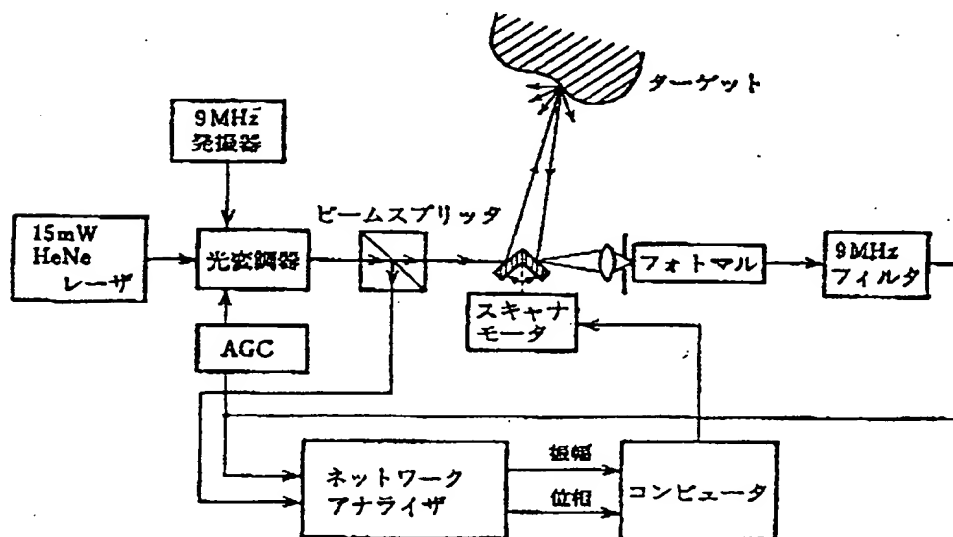 ターゲット
9MHz
発振器
ビームスプリッタ
15mW
HeNe
レーザ
光変調器
フォトマル
9MHz
フィルタ
スキャナ
モータ
AGC
ネットワーク
アナライザ
振幅
位相
コンピュータ